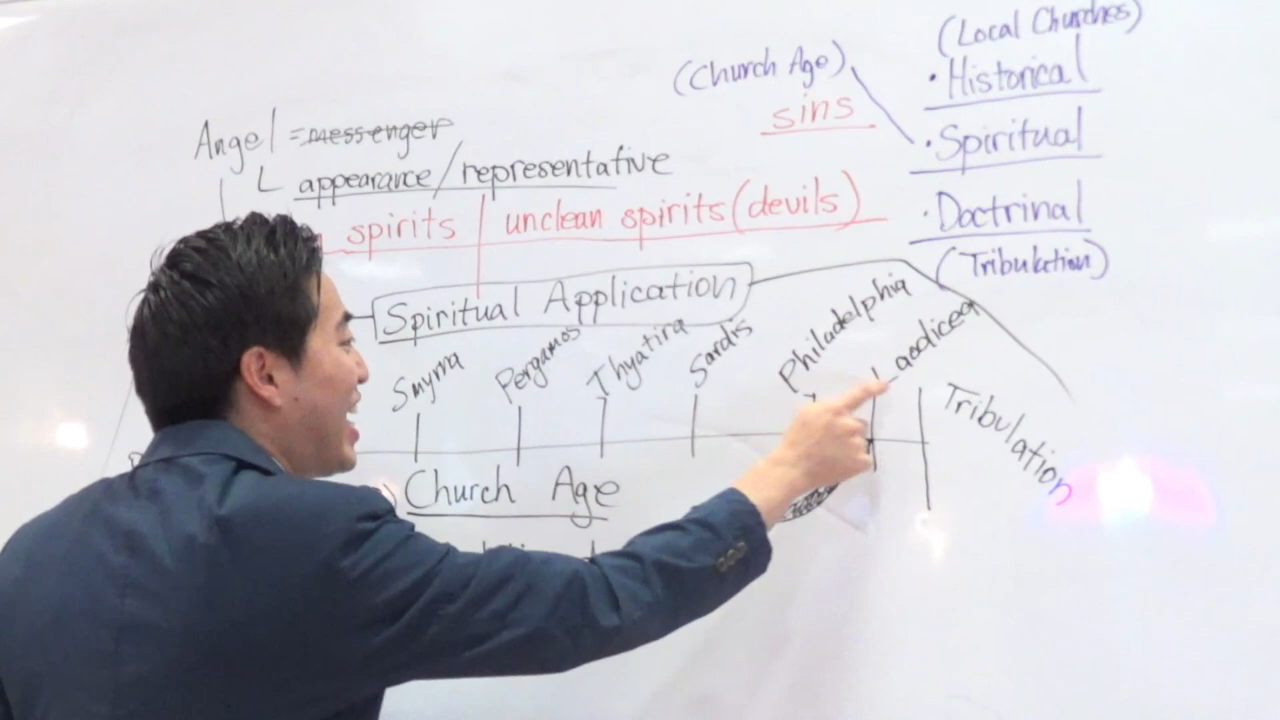 (Local Churches)
(Church Age)
• Historical
sins
Angel = messenger
• Spiritual
appearance/representative
spirits | unclean spirits (devils)
• Doctrinal
(Tribulation)
Spiritual Application
Smyrna Pergamos Thyatira Sardis Philadelphia Laodicea
Tribulation
Church Age